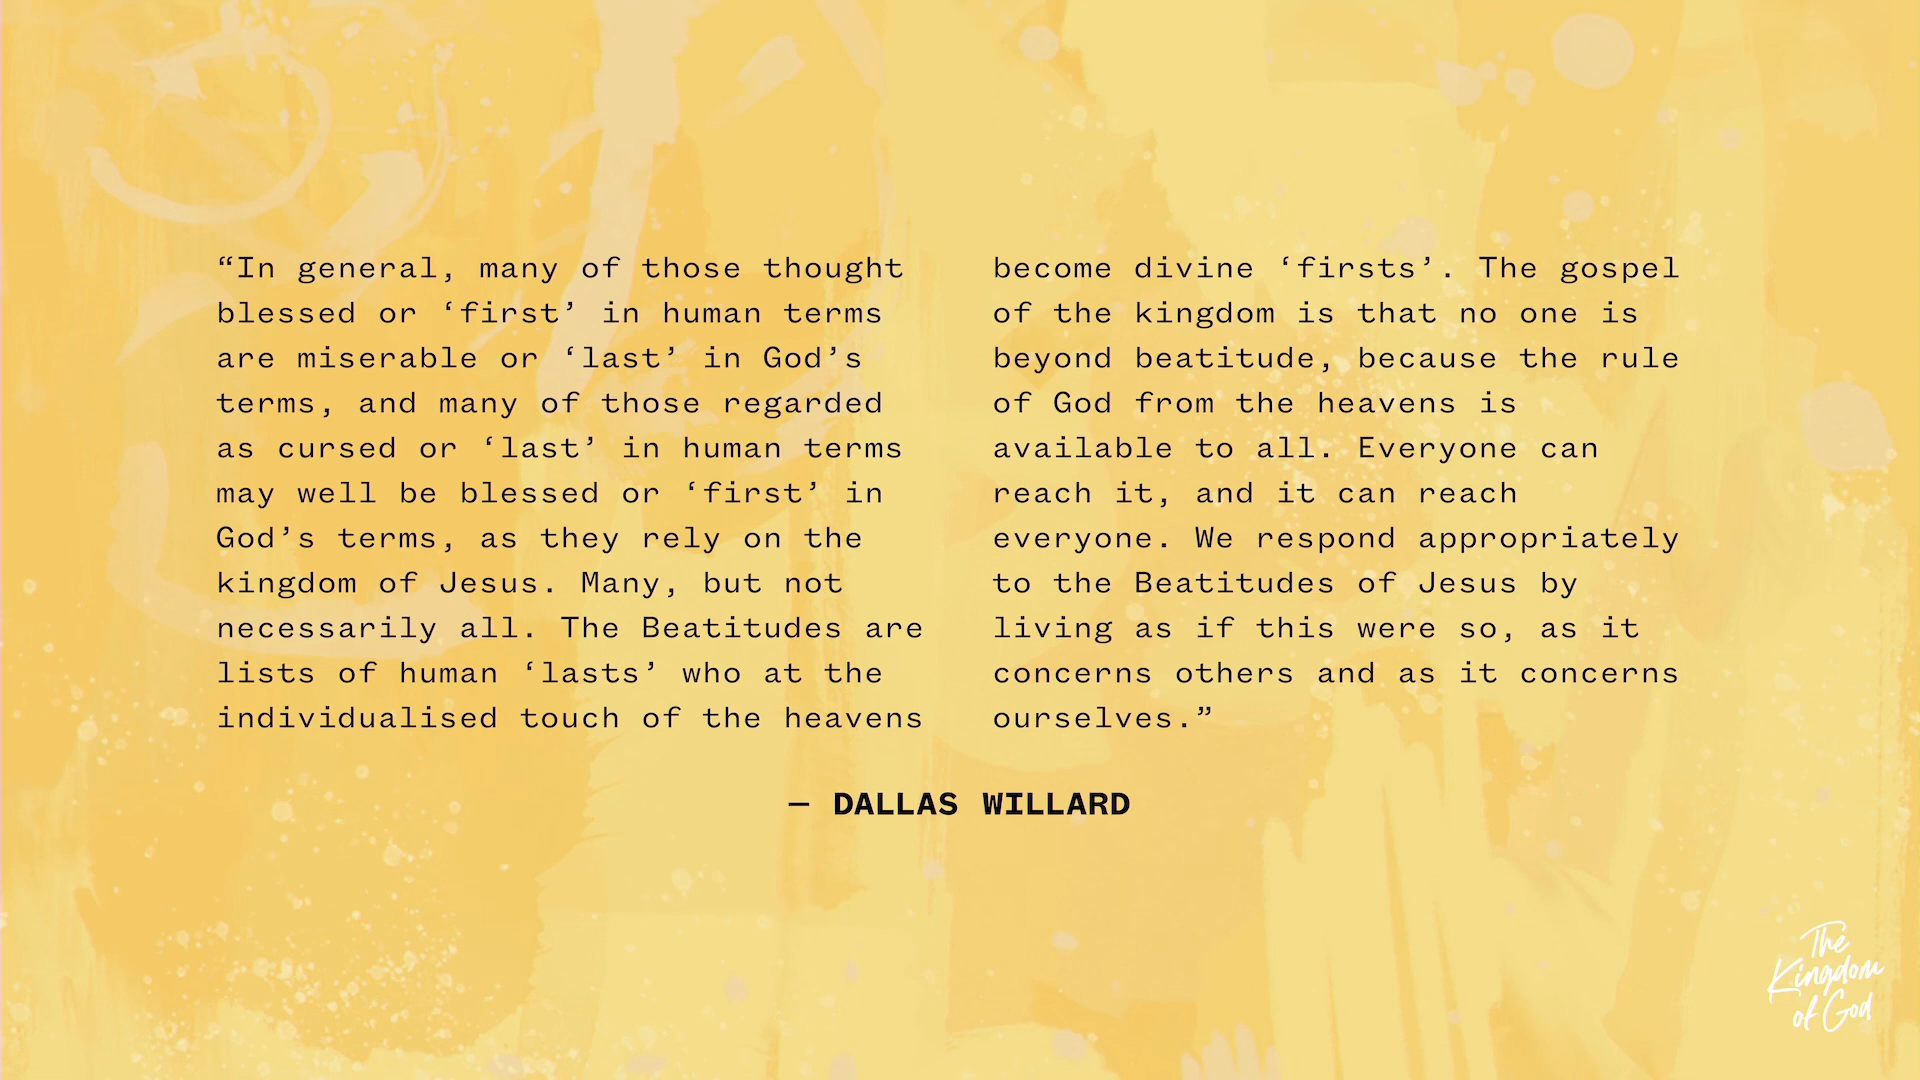 “In general, many of those thought
blessed or ‘first’ in human terms
are miserable or ‘last’ in God’s
terms, and many of those regarded
as cursed or ‘last’ in human terms
may well be blessed or ‘first’ in
God’s terms, as they rely on the
kingdom of Jesus. Many, but not
necessarily all. The Beatitudes are
lists of human ‘lasts’ who at the
individualised touch of the heavens
become divine ‘firsts’. The gospel
of the kingdom is that no one is
beyond beatitude, because the rule
of God from the heavens is
available to all. Everyone can
reach it, and it can reach
everyone. We respond appropriately
to the Beatitudes of Jesus by
living as if this were so, as it
concerns others and as it concerns
ourselves.”
— DALLAS WILLARD
The
Kingdom
of God